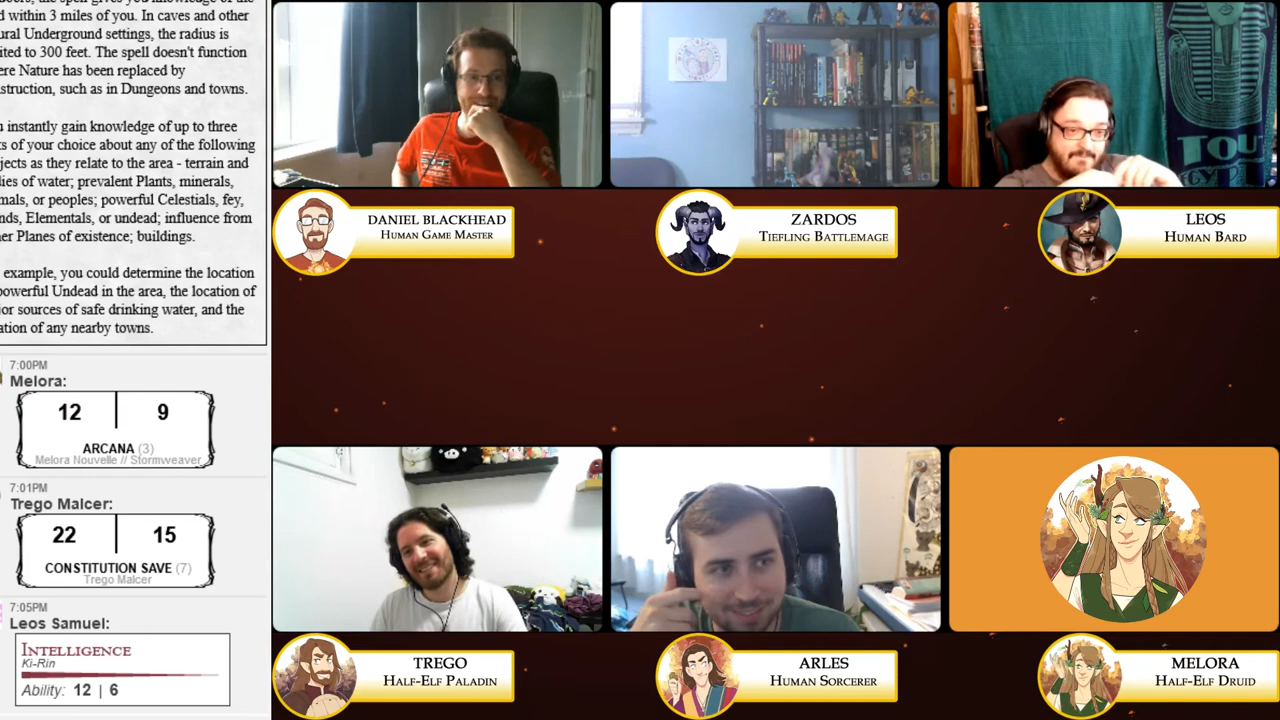 d within 3 miles of you. In caves and other
ural Underground settings, the radius is
ited to 300 feet. The spell doesn't function
ere Nature has been replaced by
struction, such as in Dungeons and towns.
instantly gain knowledge of up to three
ts of your choice about any of the following
jects as they relate to the area - terrain and
lies of water; prevalent Plants, minerals,
mals, or peoples; powerful Celestials, fey,
nds, Elementals, or undead; influence from
er Planes of existence; buildings.
example, you could determine the location
powerful Undead in the area, the location of
jor sources of safe drinking water, and the
ation of any nearby towns.
7:00PM
Melora:
12 9
ARCANA (3)
Melora Nouvelle // Stormweaver
7:01PM
Trego Malcer:
22 15
CONSTITUTION SAVE (7)
Trego Malcer
7:05PM
Leos Samuel:
INTELLIGENCE
Ki-Rin
Ability: 12 | 6
TOU
DANIEL BLACKHEAD
HUMAN GAME MASTER
ZARDOS
TIEFLING BATTLEMAGE
LEOS
HUMAN BARD
TREGO
HALF-ELF PALADIN
ARLES
HUMAN SORCERER
MELORA
HALF-ELF DRUID